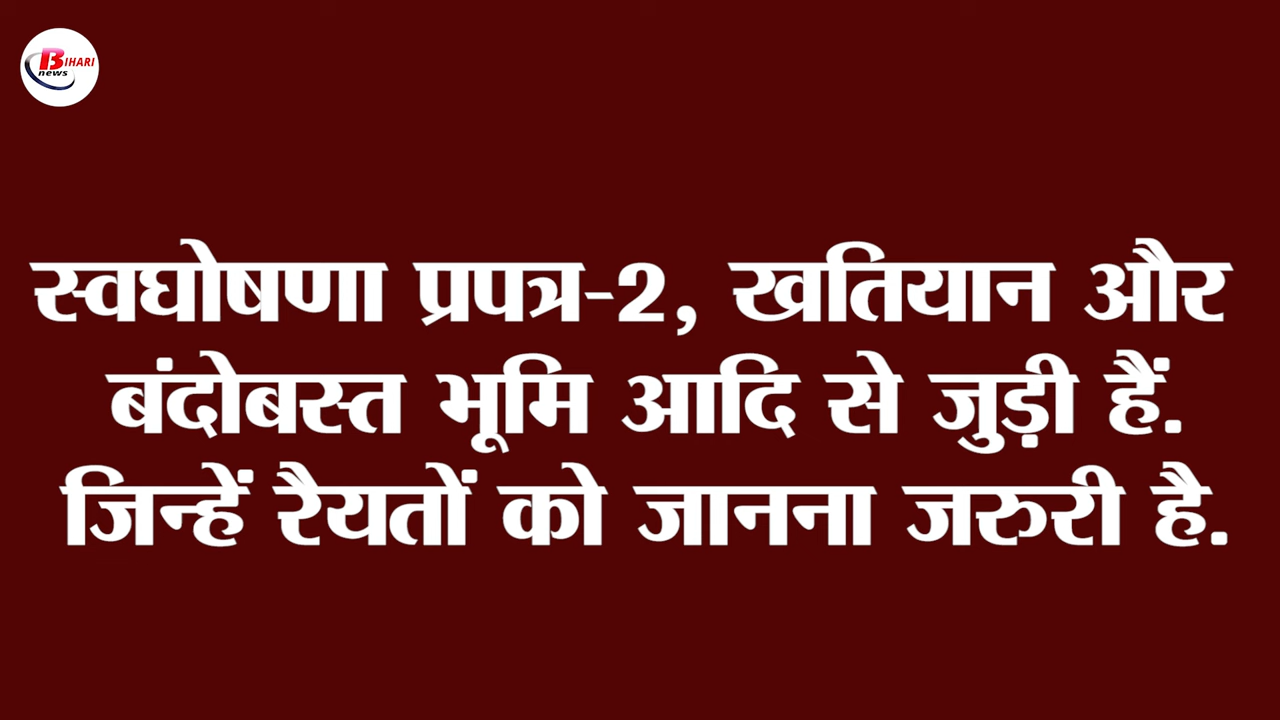 BIHARI
news
स्वघोषणा प्रपत्र-2, खतियान और
बंदोबस्त भूमि आदि से जुड़ी हैं.
जिन्हें रैयतों को जानना जरुरी है.